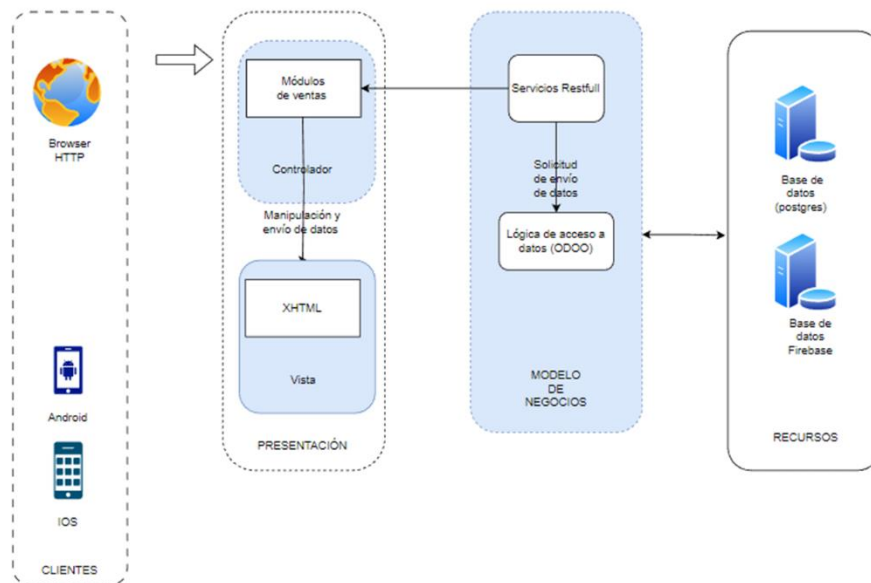 Browser
HTTP
Android
IOS
CLIENTES
Módulos
de ventas
Controlador
Manipulación y
envío de datos
XHTML
Vista
PRESENTACIÓN
Servicios Restfull
Solicitud
de envío
de datos
Lógica de acceso a
datos (ODOO)
MODELO
DE
NEGOCIOS
Base de
datos
(postgres)
Base de
datos
Firebase
RECURSOS